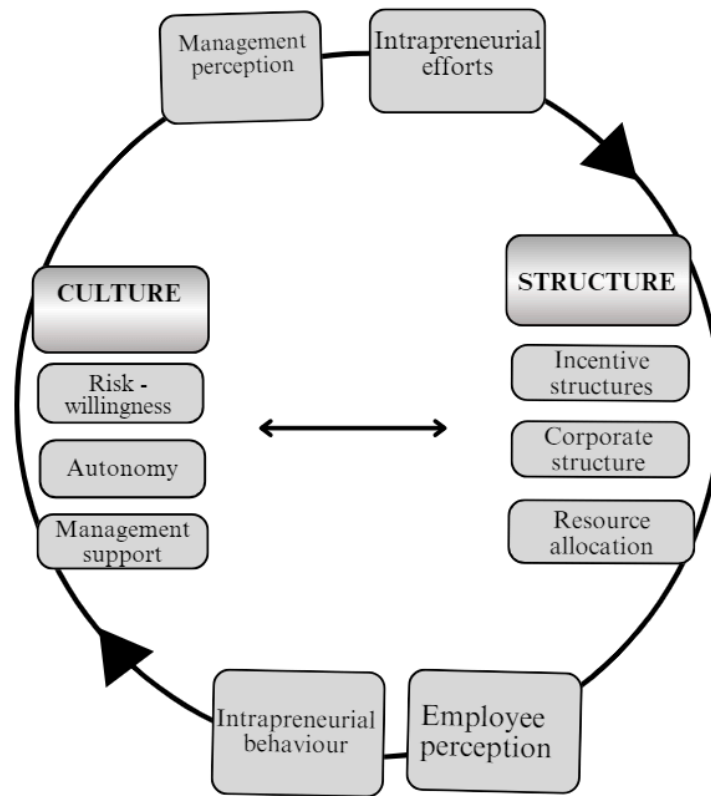 Management
perception
Intrapreneurial
efforts
CULTURE
Risk -
willingness
Autonomy
Management
support
STRUCTURE
Incentive
structures
Corporate
structure
Resource
allocation
Intrapreneurial
behaviour
Employee
perception